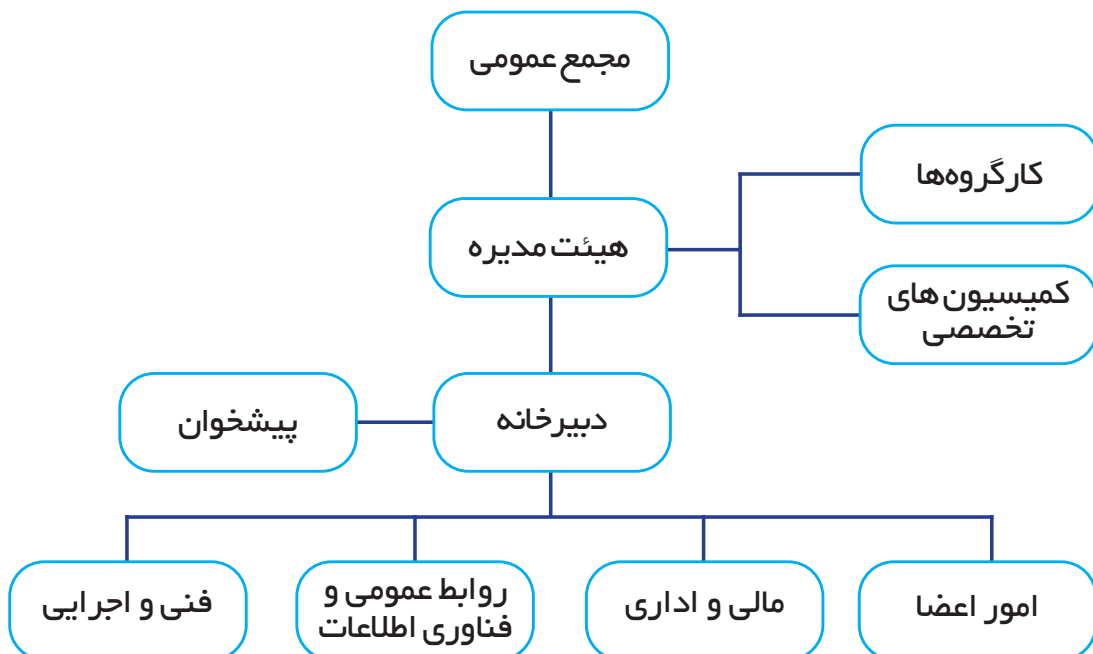 مجمع عمومی
کارگروه‌ها
هیئت مدیره
کمیسیون های
تخصصی
دبیرخانه
پیشخوان
امور اعضا
مالی و اداری
روابط عمومی و
فناوری اطلاعات
فنی و اجرایی